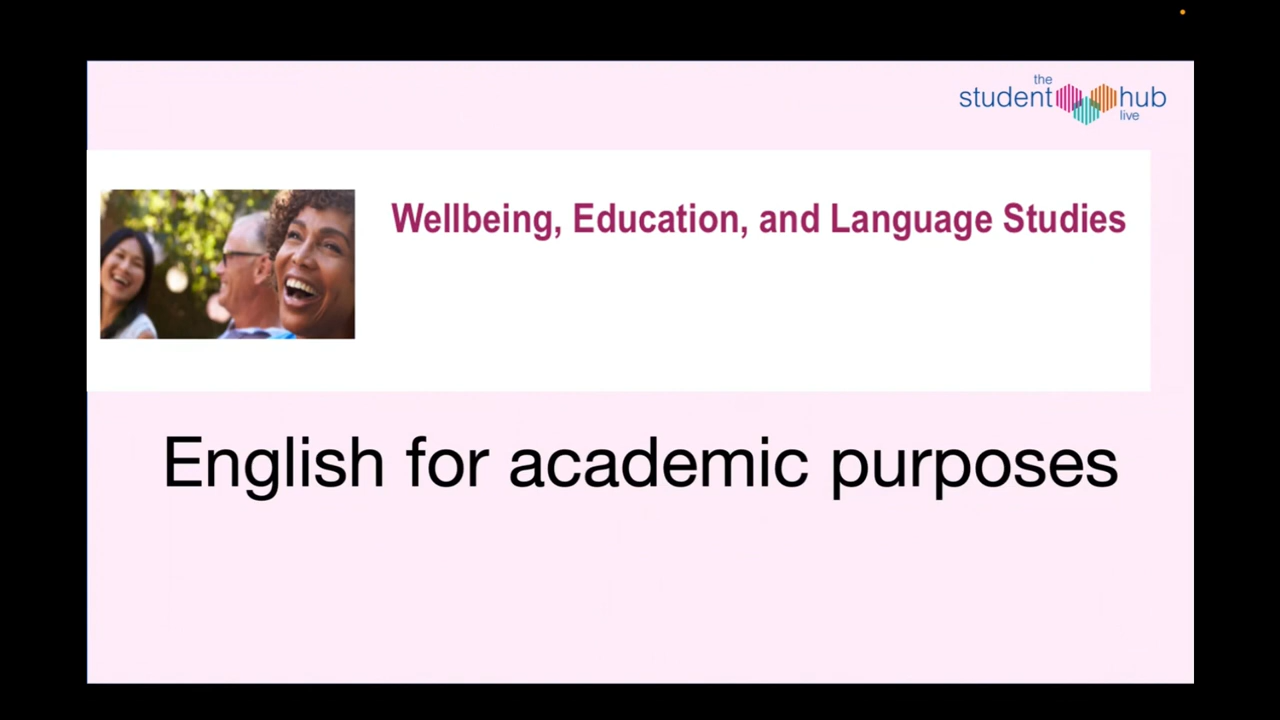 the
student hub
live
Wellbeing, Education, and Language Studies
English for academic purposes